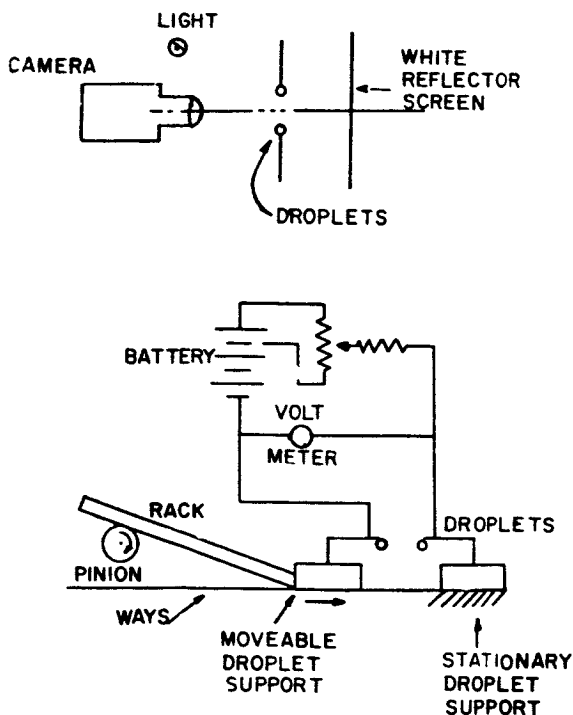 LIGHT
CAMERA
WHITE
REFLECTOR
SCREEN
DROPLETS
BATTERY
VOLT
METER
RACK
DROPLETS
PINION
WAYS
MOVEABLE
DROPLET
SUPPORT
STATIONARY
DROPLET
SUPPORT